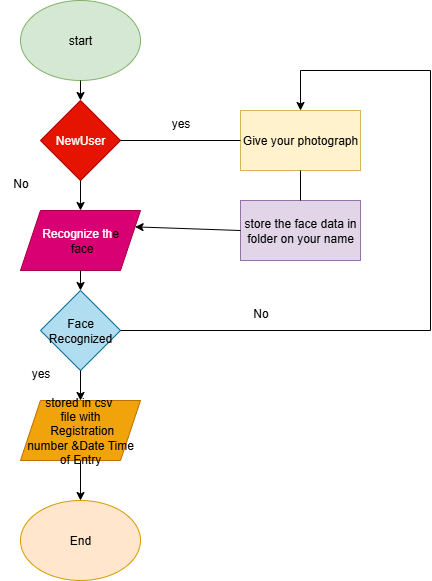 start
NewUser
yes
Give your photograph
No
Recognize the
face
store the face data in
folder on your name
Face
Recognized
No
yes
stored in csv
file with
Registration
number &Date Time
of Entry
End